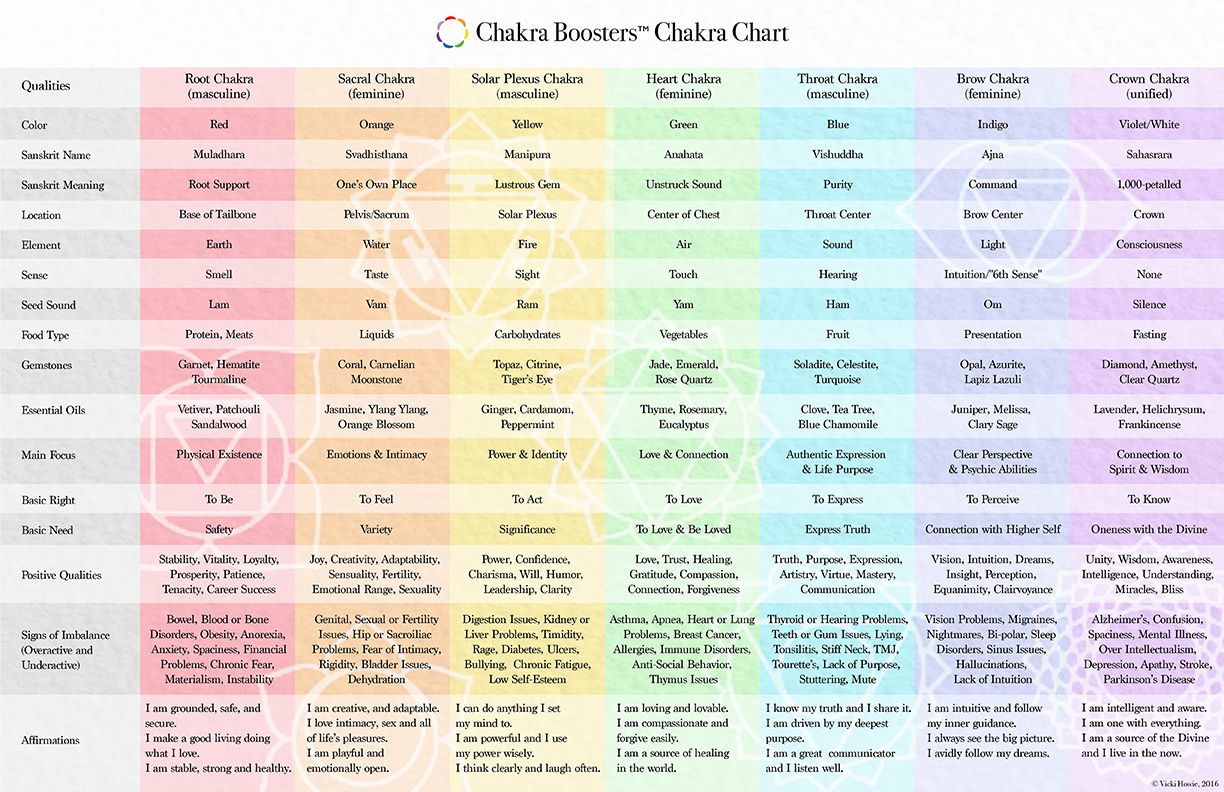 Chakra Boosters™ Chakra Chart
Qualities
Root Chakra
(masculine)
Sacral Chakra
(feminine)
Solar Plexus Chakra
(masculine)
Heart Chakra
(feminine)
Throat Chakra
(masculine)
Brow Chakra
(feminine)
Crown Chakra
(unified)
Color
Red
Orange
Yellow
Green
Blue
Indigo
Violet/White
Sanskrit Name
Muladhara
Svadhisthana
Manipura
Anahata
Vishuddha
Ajna
Sahasrara
Sanskrit Meaning
Root Support
One's Own Place
Lustrous Gem
Unstruck Sound
Purity
Command
1,000-petalled
Location
Base of Tailbone
Pelvis/Sacrum
Solar Plexus
Center of Chest
Throat Center
Brow Center
Crown
Element
Earth
Water
Fire
Air
Sound
Light
Consciousness
Sense
Smell
Taste
Sight
Touch
Hearing
Intuition/"6th Sense"
None
Seed Sound
Lam
Vam
Ram
Yam
Ham
Om
Silence
Food Type
Protein, Meats
Liquids
Carbohydrates
Vegetables
Fruit
Presentation
Fasting
Gemstones
Garnet, Hematite
Tourmaline
Coral, Carnelian
Moonstone
Topaz, Citrine,
Tiger's Eye
Jade, Emerald,
Rose Quartz
Soladite, Celestite,
Turquoise
Opal, Azurite,
Lapiz Lazuli
Diamond, Amethyst,
Clear Quartz
Essential Oils
Vetiver, Patchouli
Sandalwood
Jasmine, Ylang Ylang,
Orange Blossom
Ginger, Cardamom,
Peppermint
Thyme, Rosemary,
Eucalyptus
Clove, Tea Tree,
Blue Chamomile
Juniper, Melissa,
Clary Sage
Lavender, Helichrysum,
Frankincense
Main Focus
Physical Existence
Emotions & Intimacy
Power & Identity
Love & Connection
Authentic Expression
& Life Purpose
Clear Perspective
& Psychic Abilities
Connection to
Spirit & Wisdom
Basic Right
To Be
To Feel
To Act
To Love
To Express
To Perceive
To Know
Basic Need
Safety
Variety
Significance
To Love & Be Loved
Express Truth
Connection with Higher Self
Oneness with the Divine
Positive Qualities
Stability, Vitality, Loyalty,
Prosperity, Patience,
Tenacity, Career Success
Joy, Creativity, Adaptability,
Sensuality, Fertility,
Emotional Range, Sexuality
Power, Confidence,
Charisma, Will, Humor,
Leadership, Clarity
Love, Trust, Healing,
Gratitude, Compassion,
Connection, Forgiveness
Truth, Purpose, Expression,
Artistry, Virtue, Mastery,
Communication
Vision, Intuition, Dreams,
Insight, Perception,
Equanimity, Clairvoyance
Unity, Wisdom, Awareness,
Intelligence, Understanding,
Miracles, Bliss
Signs of Imbalance
(Overactive and
Underactive)
Bowel, Blood or Bone
Disorders, Obesity, Anorexia,
Anxiety, Spaciness, Financial
Problems, Chronic Fear,
Materialism, Instability
Genital, Sexual or Fertility
Issues, Hip or Sacroiliac
Problems, Fear of Intimacy,
Rigidity, Bladder Issues,
Dehydration
Digestion Issues, Kidney or
Liver Problems, Timidity,
Rage, Diabetes, Ulcers,
Bullying, Chronic Fatigue,
Low Self-Esteem
Asthma, Apnea, Heart or Lung
Problems, Breast Cancer,
Allergies, Immune Disorders,
Anti-Social Behavior,
Thymus Issues
Thyroid or Hearing Problems,
Teeth or Gum Issues, Lying,
Tonsilitis, Stiff Neck, TMJ,
Tourette's, Lack of Purpose,
Stuttering, Mute
Vision Problems, Migraines,
Nightmares, Bi-polar, Sleep
Disorders, Sinus Issues,
Hallucinations,
Lack of Intuition
Alzheimer's, Confusion,
Spaciness, Mental Illness,
Over Intellectualism,
Depression, Apathy, Stroke,
Parkinson's Disease
Affirmations
I am grounded, safe, and
secure.
I make a good living doing
what I love.
I am stable, strong and healthy.
I am creative, and adaptable.
I love intimacy, sex and all
of life's pleasures.
I am playful and
emotionally open.
I can do anything I set
my mind to.
I am powerful and I use
my power wisely.
I think clearly and laugh often.
I am loving and lovable.
I am compassionate and
forgive easily.
I am a source of healing
in the world.
I know my truth and I share it.
I am driven by my deepest
purpose.
I am a great communicator
and I listen well.
I am intuitive and follow
my inner guidance.
I always see the big picture.
I avidly follow my dreams.
I am intelligent and aware.
I am one with everything.
I am a source of the Divine
and I live in the now.
© Vicki Howie, 2016